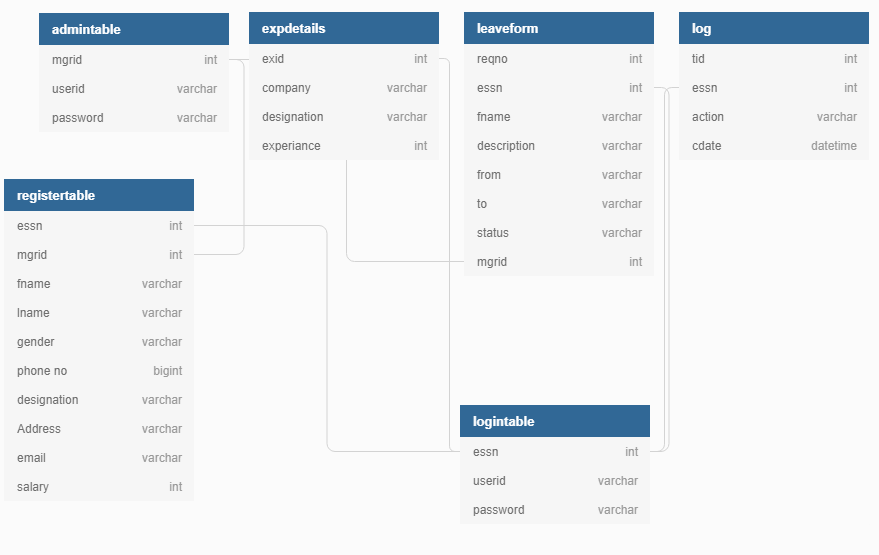 admintable
mgrid int
userid varchar
password varchar
expdetails
exid int
company varchar
designation varchar
experiance int
leaveform
reqno int
essn int
fname varchar
description varchar
from varchar
to varchar
status varchar
mgrid int
log
tid int
essn int
action varchar
cdate datetime
registertable
essn int
mgrid int
fname varchar
lname varchar
gender varchar
phone no bigint
designation varchar
Address varchar
email varchar
salary int
logintable
essn int
userid varchar
password varchar